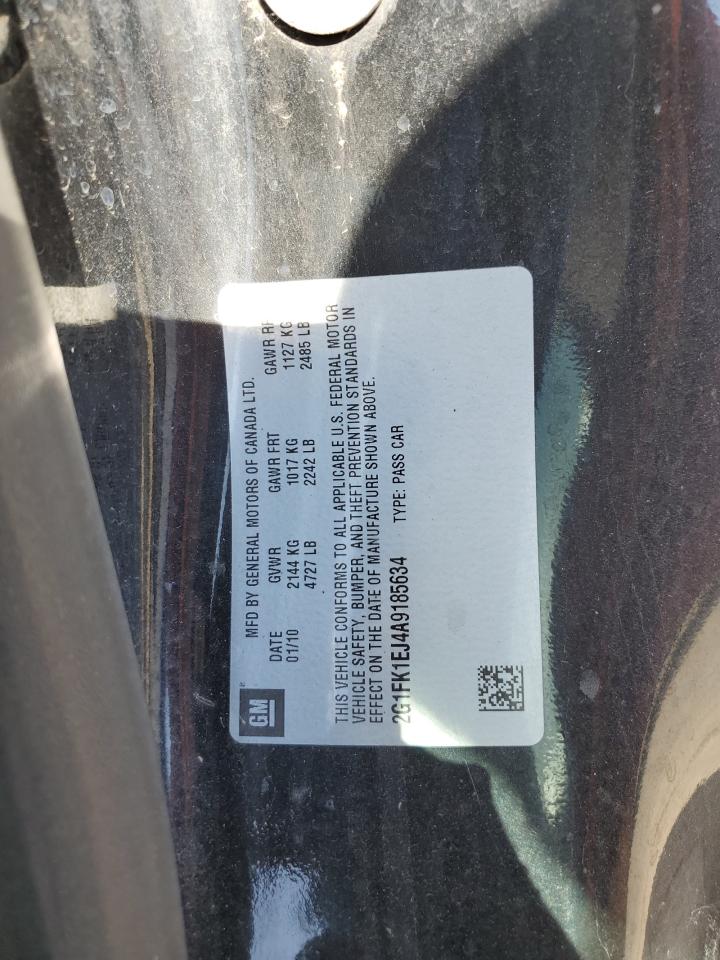 GM
MFD BY GENERAL MOTORS OF CANADA LTD.
DATE GVWR GAWR FRT GAWR RR
01/10 2144 KG 1017 KG 1127 KG
4727 LB 2242 LB 2485 LB
THIS VEHICLE CONFORMS TO ALL APPLICABLE U.S. FEDERAL MOTOR
VEHICLE SAFETY, BUMPER, AND THEFT PREVENTION STANDARDS IN
EFFECT ON THE DATE OF MANUFACTURE SHOWN ABOVE.
2G1FK1EJ4A9185634 TYPE: PASS CAR